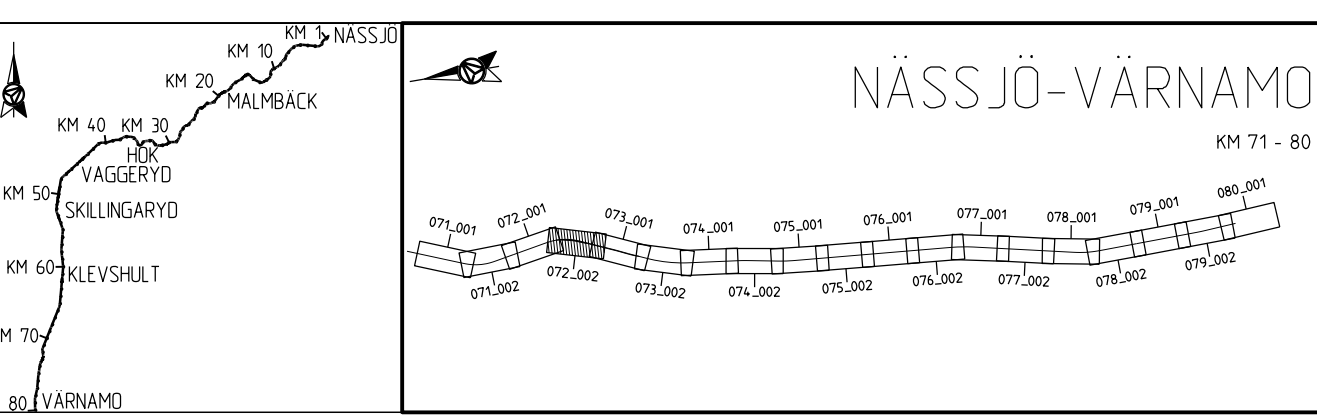 KM 1
NÄSSJÖ
KM 10
KM 20
MALMBÄCK
KM 40
KM 30
HOK
VAGGERYD
KM 50
SKILLINGARYD
KM 60
KLEVSHULT
M 70
80
VÄRNAMO
NÄSSJÖ-VÄRNAMO
KM 71 - 80
071_001
072_001
073_001
074_001
075_001
076_001
077_001
078_001
079_001
080_001
071_002
072_002
073_002
074_002
075_002
076_002
077_002
078_002
079_002